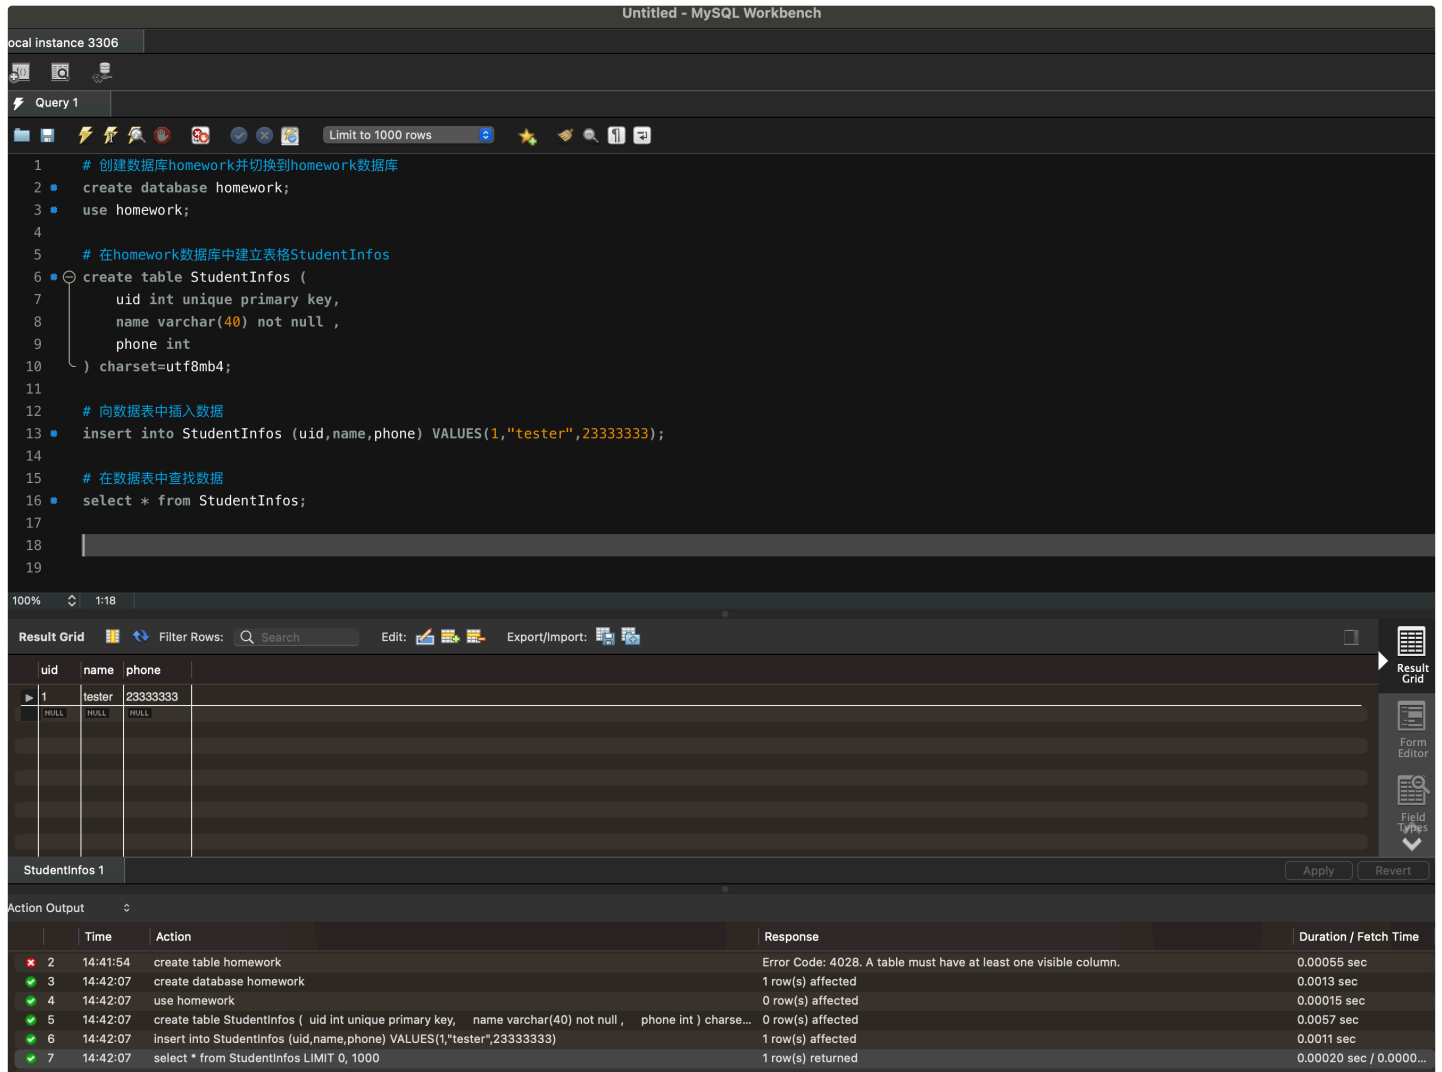 Untitled - MySQL Workbench
ocal instance 3306
Query 1
Limit to 1000 rows
1 # 创建数据库homework并切换到homework数据库
2 create database homework;
3 use homework;
4
5 # 在homework数据库中建立表格StudentInfos
6 create table StudentInfos (
7 uid int unique primary key,
8 name varchar(40) not null ,
9 phone int
10 ) charset=utf8mb4;
11
12 # 向数据表中插入数据
13 insert into StudentInfos (uid,name,phone) VALUES(1,"tester",23333333);
14
15 # 在数据表中查找数据
16 select * from StudentInfos;
17
18
19
100% 1:18
Result Grid Filter Rows: Search Edit: Export/Import:
uid name phone
1 tester 23333333
NULL NULL NULL
Result Grid
Form Editor
Field Types
StudentInfos 1 Apply Revert
Action Output
Time Action Response Duration / Fetch Time
2 14:41:54 create table homework Error Code: 4028. A table must have at least one visible column. 0.00055 sec
3 14:42:07 create database homework 1 row(s) affected 0.0013 sec
4 14:42:07 use homework 0 row(s) affected 0.00015 sec
5 14:42:07 create table StudentInfos ( uid int unique primary key, name varchar(40) not null , phone int ) charse... 0 row(s) affected 0.0057 sec
6 14:42:07 insert into StudentInfos (uid,name,phone) VALUES(1,"tester",23333333) 1 row(s) affected 0.0011 sec
7 14:42:07 select * from StudentInfos LIMIT 0, 1000 1 row(s) returned 0.00020 sec / 0.0000...